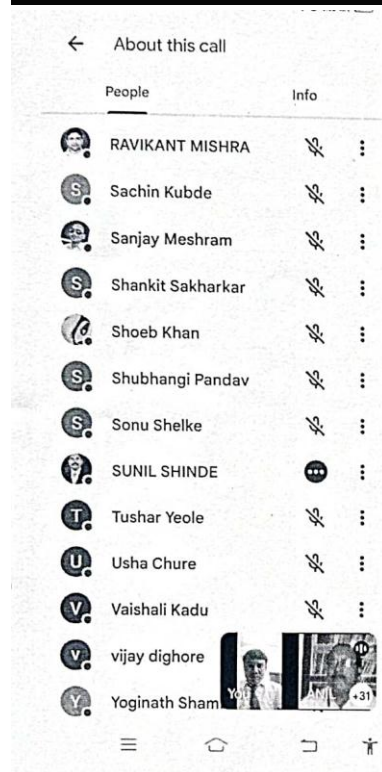 About this call
People Info
RAVIKANT MISHRA
S Sachin Kubde
Sanjay Meshram
S Shankit Sakharkar
Shoeb Khan
S Shubhangi Pandav
S Sonu Shelke
SUNIL SHINDE
T Tushar Yeole
U Usha Chure
V Vaishali Kadu
v vijay dighore
Y Yoginath Sham
You
+31